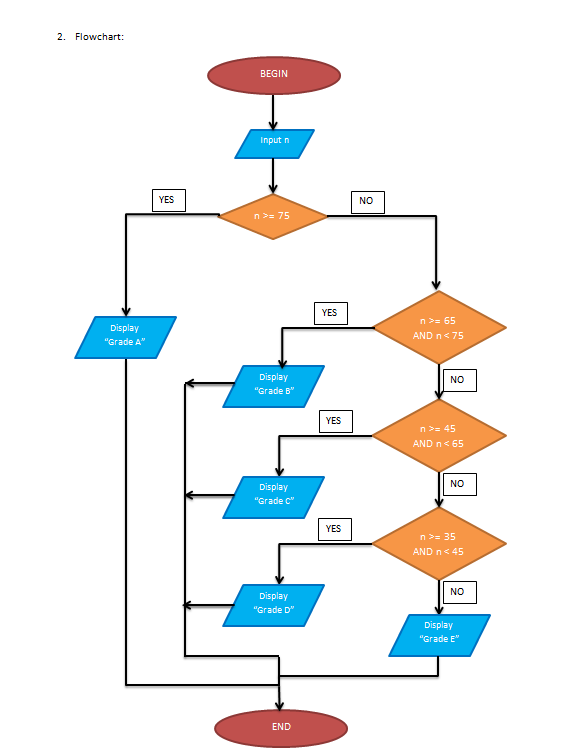 2. Flowchart:
BEGIN
Input n
YES
n >= 75
NO
Display
"Grade A"
YES
n >= 65
AND n < 75
Display
"Grade B"
NO
YES
n >= 45
AND n < 65
Display
"Grade C"
NO
YES
n >= 35
AND n < 45
Display
"Grade D"
NO
Display
"Grade E"
END